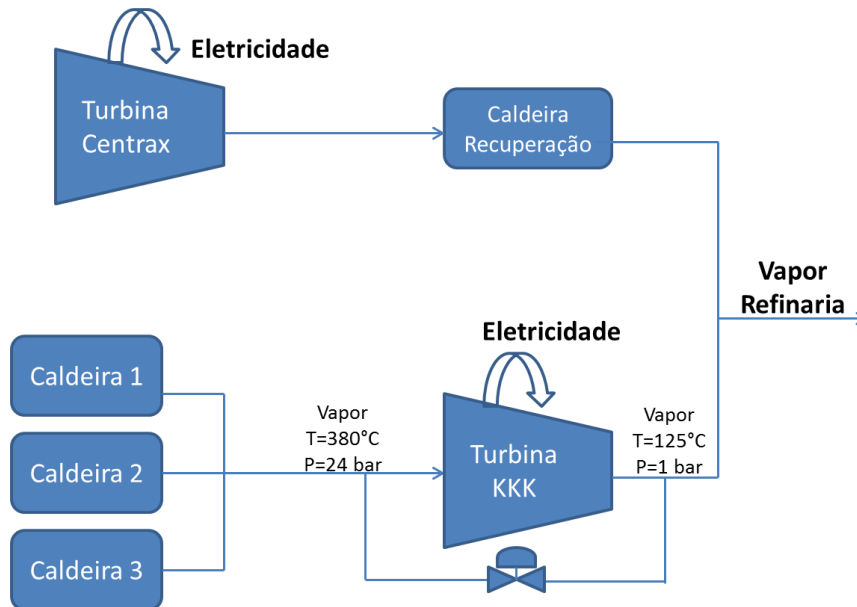 Eletricidade
Turbina
Centrax
Caldeira
Recuperação
Vapor
Refinaria
Eletricidade
Caldeira 1
Vapor
T=380°C
P=24 bar
Turbina
KKK
Vapor
T=125°C
P=1 bar
Caldeira 2
Caldeira 3